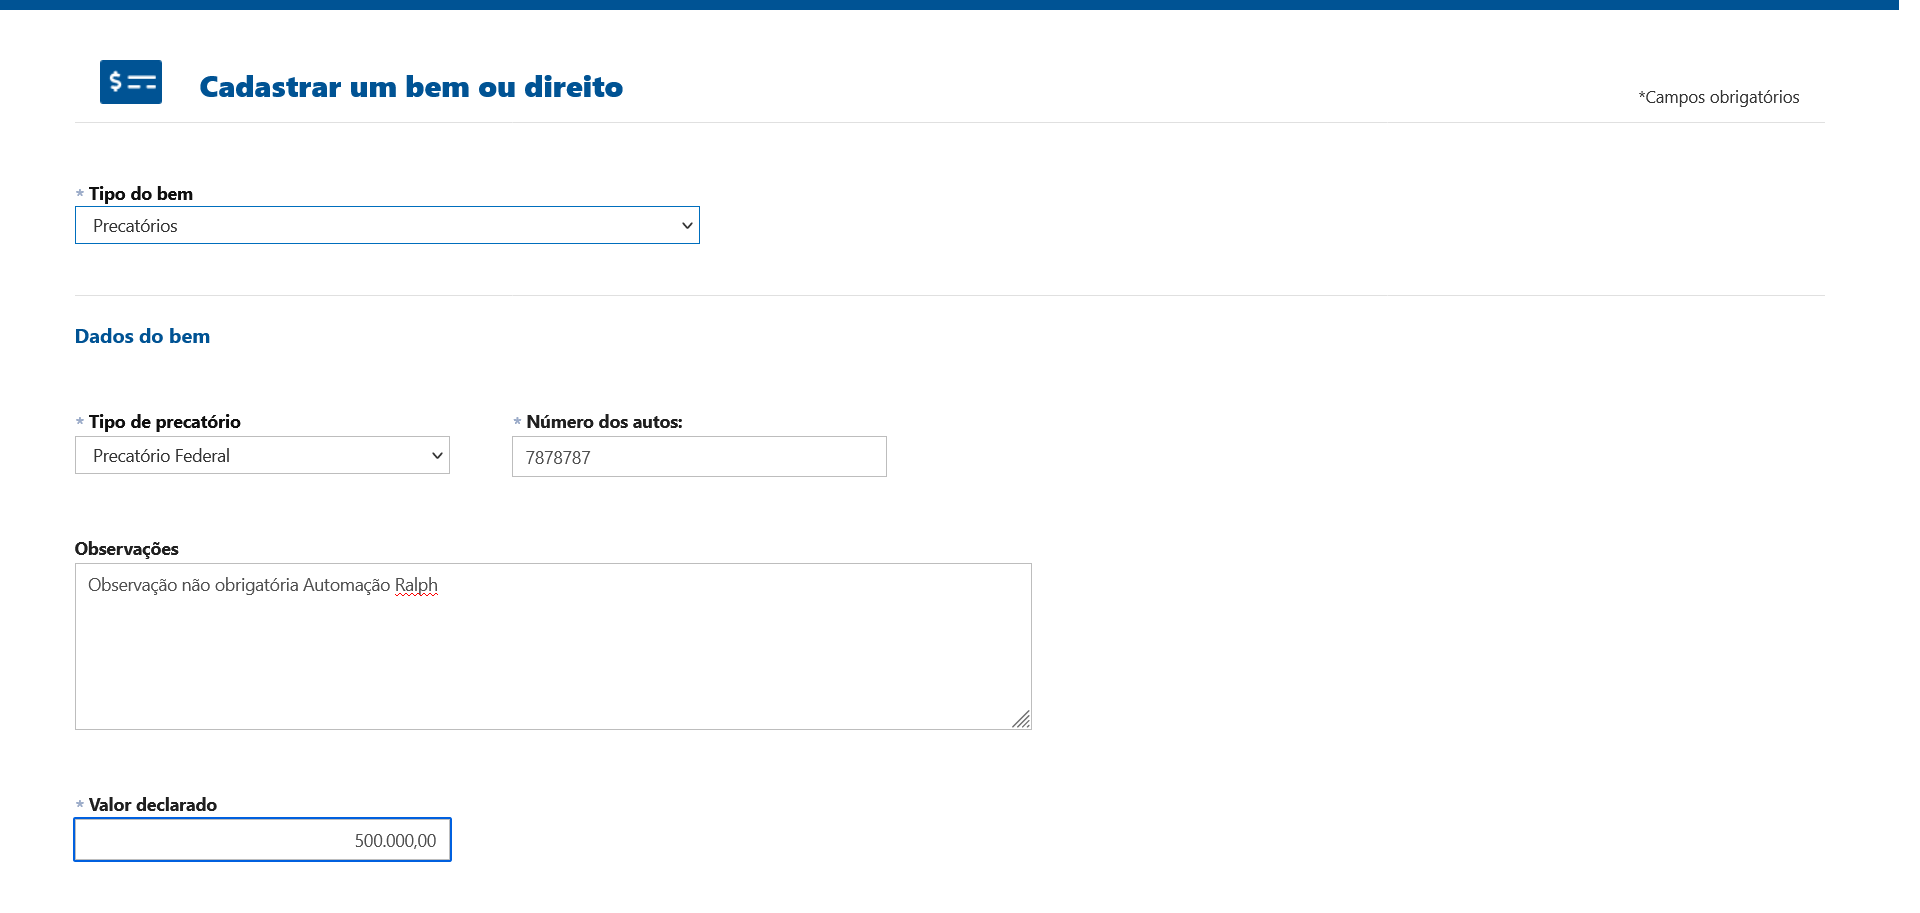 $
Cadastrar um bem ou direito
*Campos obrigatórios
* Tipo do bem
Precatórios
Dados do bem
* Tipo de precatório
Precatório Federal
* Número dos autos:
7878787
Observações
Observação não obrigatória Automação Ralph
* Valor declarado
500.000,00